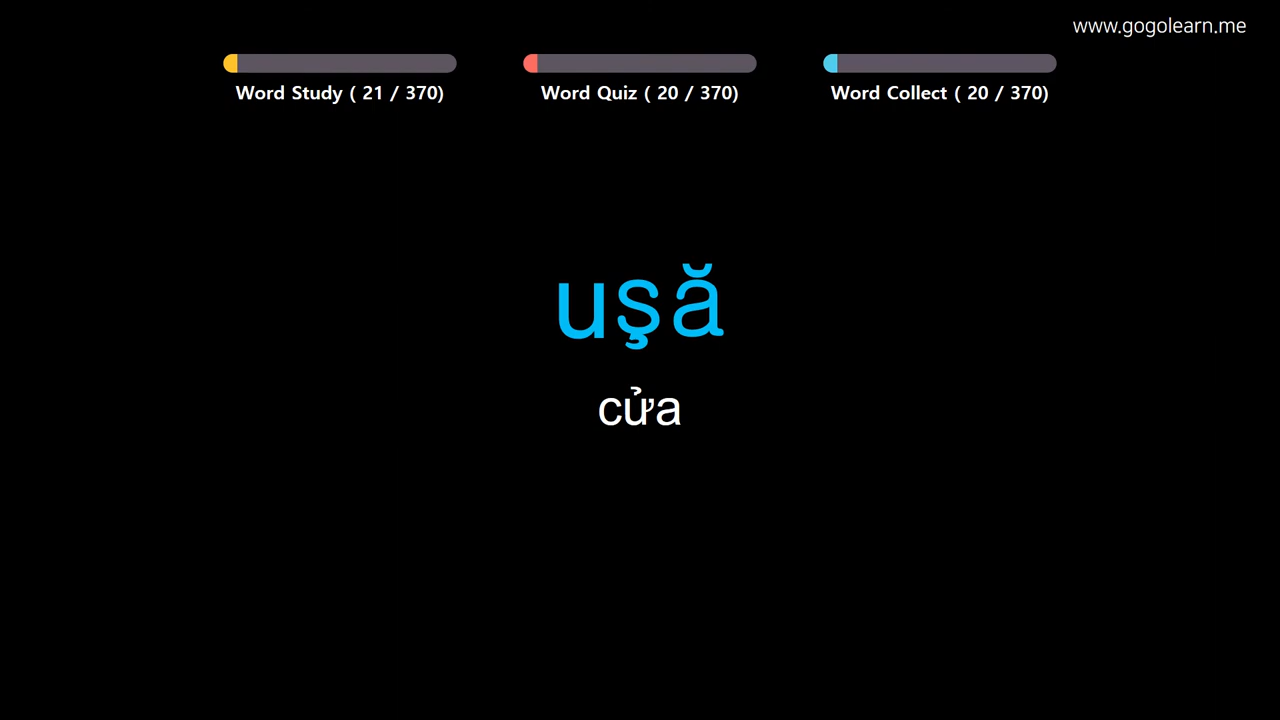 www.gogolearn.me
Word Study ( 21 / 370)
Word Quiz ( 20 / 370)
Word Collect ( 20 / 370)
uşă
cửa